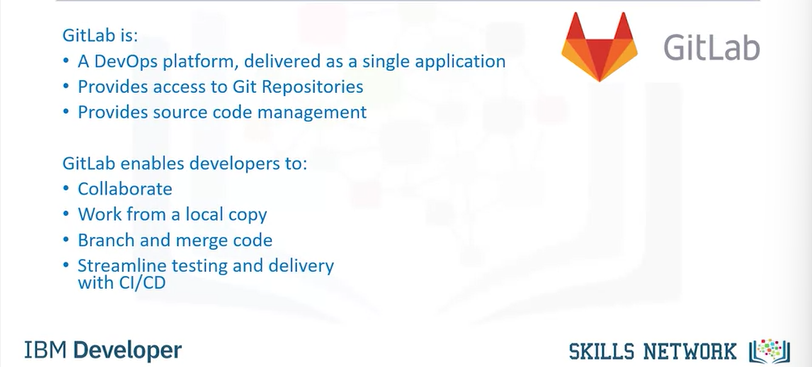 GitLab is:
• A DevOps platform, delivered as a single application
• Provides access to Git Repositories
• Provides source code management
GitLab
GitLab enables developers to:
• Collaborate
• Work from a local copy
• Branch and merge code
• Streamline testing and delivery
with CI/CD
IBM Developer
SKILLS NETWORK